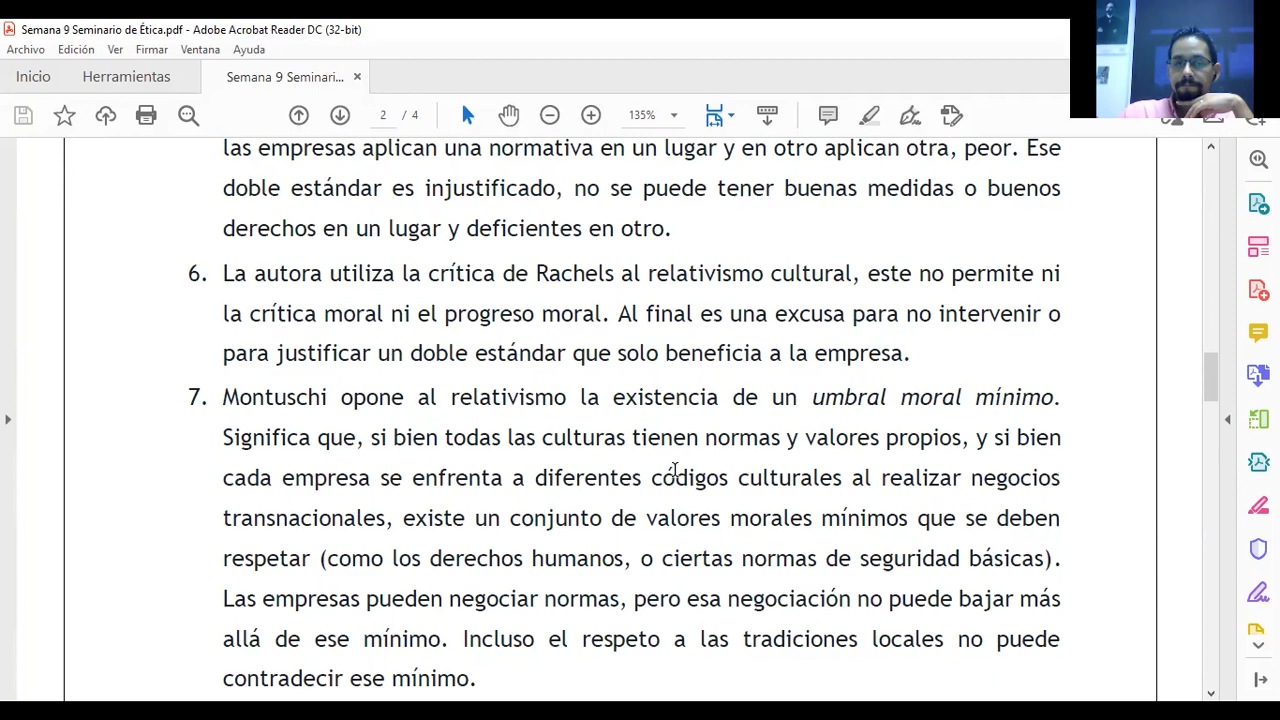 Semana 9 Seminario de Ética.pdf - Adobe Acrobat Reader DC (32-bit)
Archivo Edición Ver Firmar Ventana Ayuda
Inicio Herramientas Semana 9 Seminari... ×
2 / 4 135%
las empresas aplican una normativa en un lugar y en otro aplican otra, peor. Ese
doble estándar es injustificado, no se puede tener buenas medidas o buenos
derechos en un lugar y deficientes en otro.
6. La autora utiliza la crítica de Rachels al relativismo cultural, este no permite ni
la crítica moral ni el progreso moral. Al final es una excusa para no intervenir o
para justificar un doble estándar que solo beneficia a la empresa.
7. Montuschi opone al relativismo la existencia de un umbral moral mínimo.
Significa que, si bien todas las culturas tienen normas y valores propios, y si bien
cada empresa se enfrenta a diferentes códigos culturales al realizar negocios
transnacionales, existe un conjunto de valores morales mínimos que se deben
respetar (como los derechos humanos, o ciertas normas de seguridad básicas).
Las empresas pueden negociar normas, pero esa negociación no puede bajar más
allá de ese mínimo. Incluso el respeto a las tradiciones locales no puede
contradecir ese mínimo.